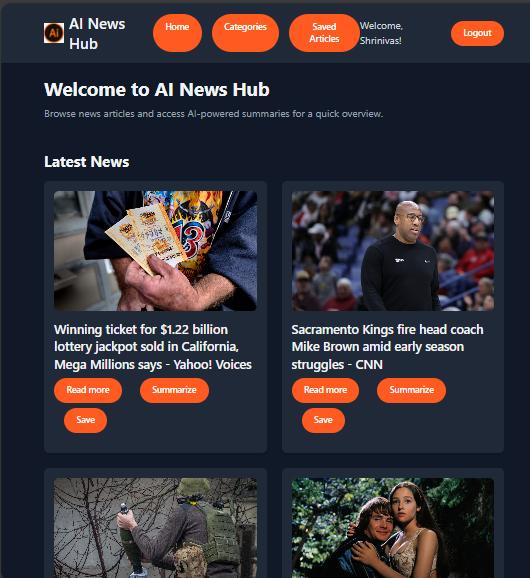 Ai
AI News
Hub
Home
Categories
Saved
Articles
Welcome,
Shrinivas!
Logout
Welcome to AI News Hub
Browse news articles and access AI-powered summaries for a quick overview.
Latest News
Winning ticket for $1.22 billion
lottery jackpot sold in California,
Mega Millions says - Yahoo! Voices
Read more
Summarize
Save
Sacramento Kings fire head coach
Mike Brown amid early season
struggles - CNN
Read more
Summarize
Save